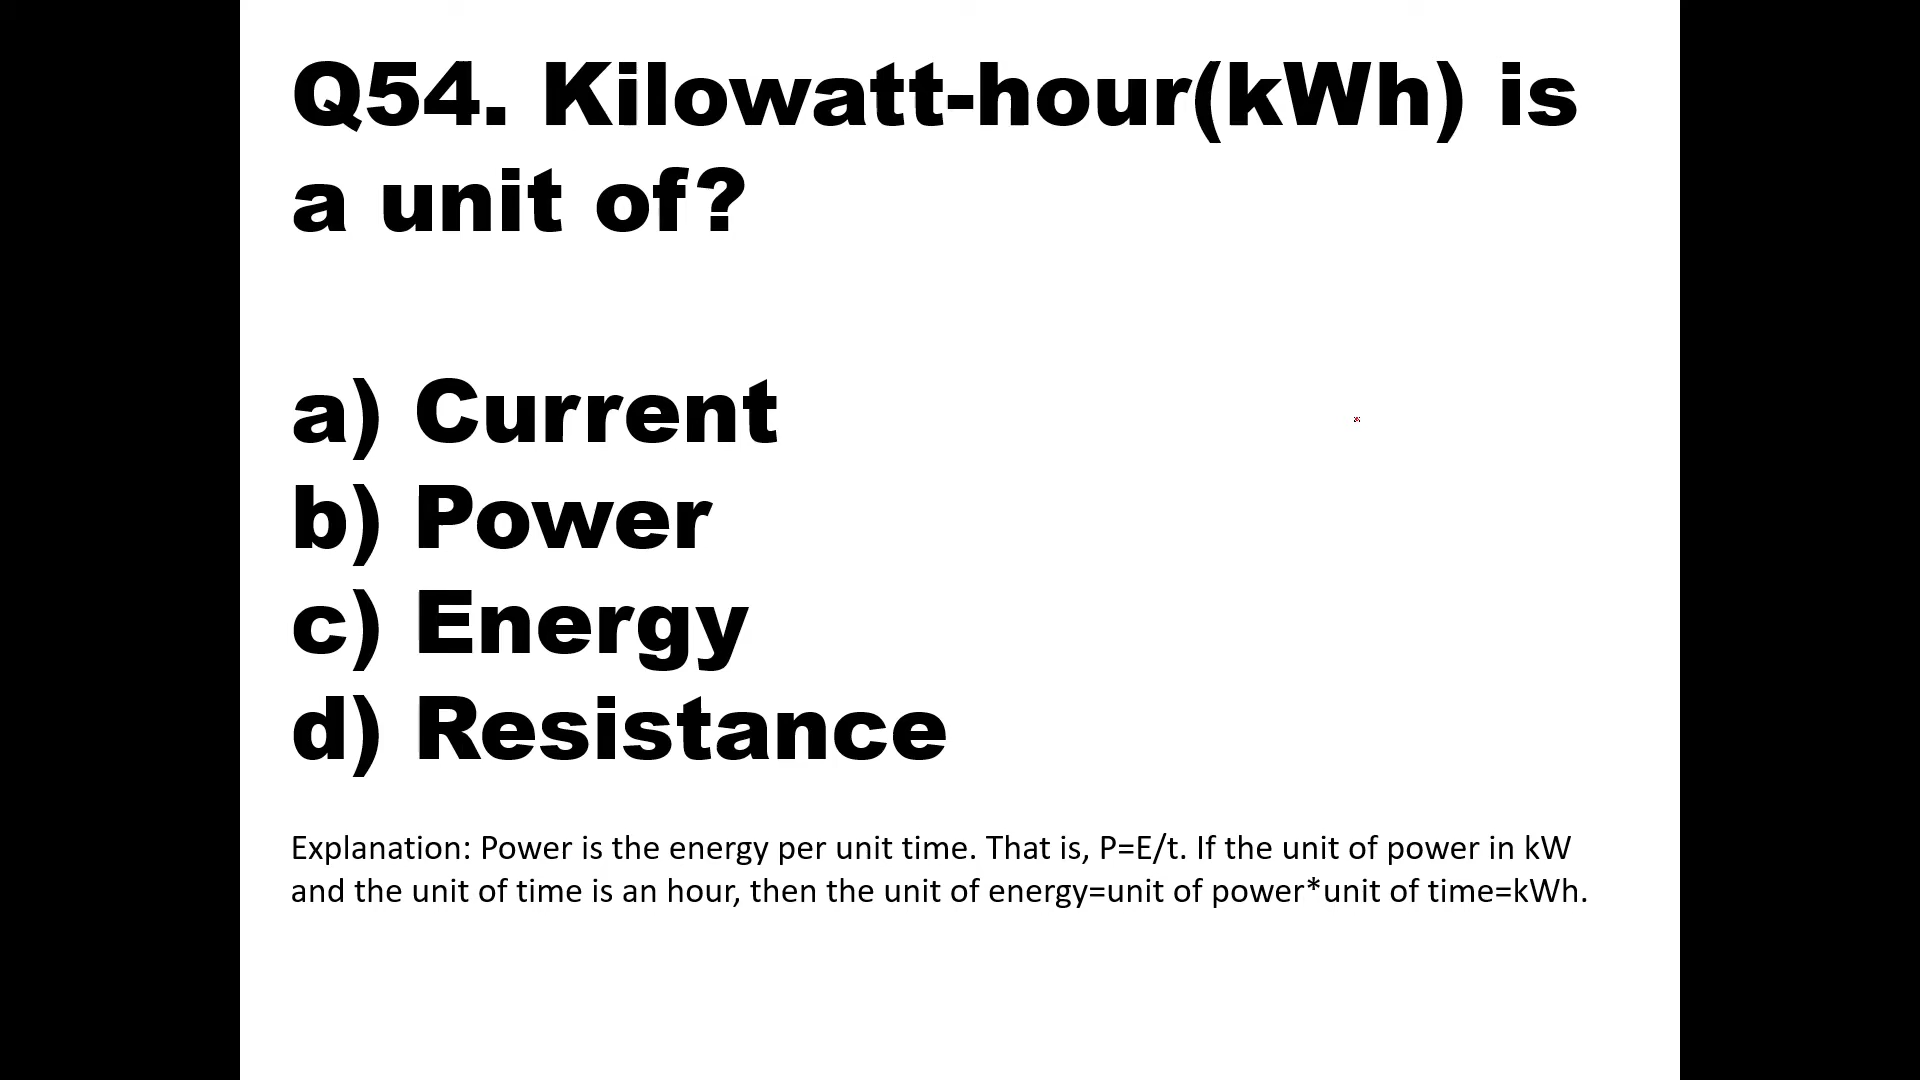 Q54. Kilowatt-hour(kWh) is
a unit of?
a) Current
b) Power
c) Energy
d) Resistance
Explanation: Power is the energy per unit time. That is, P=E/t. If the unit of power in kW
and the unit of time is an hour, then the unit of energy=unit of power*unit of time=kWh.